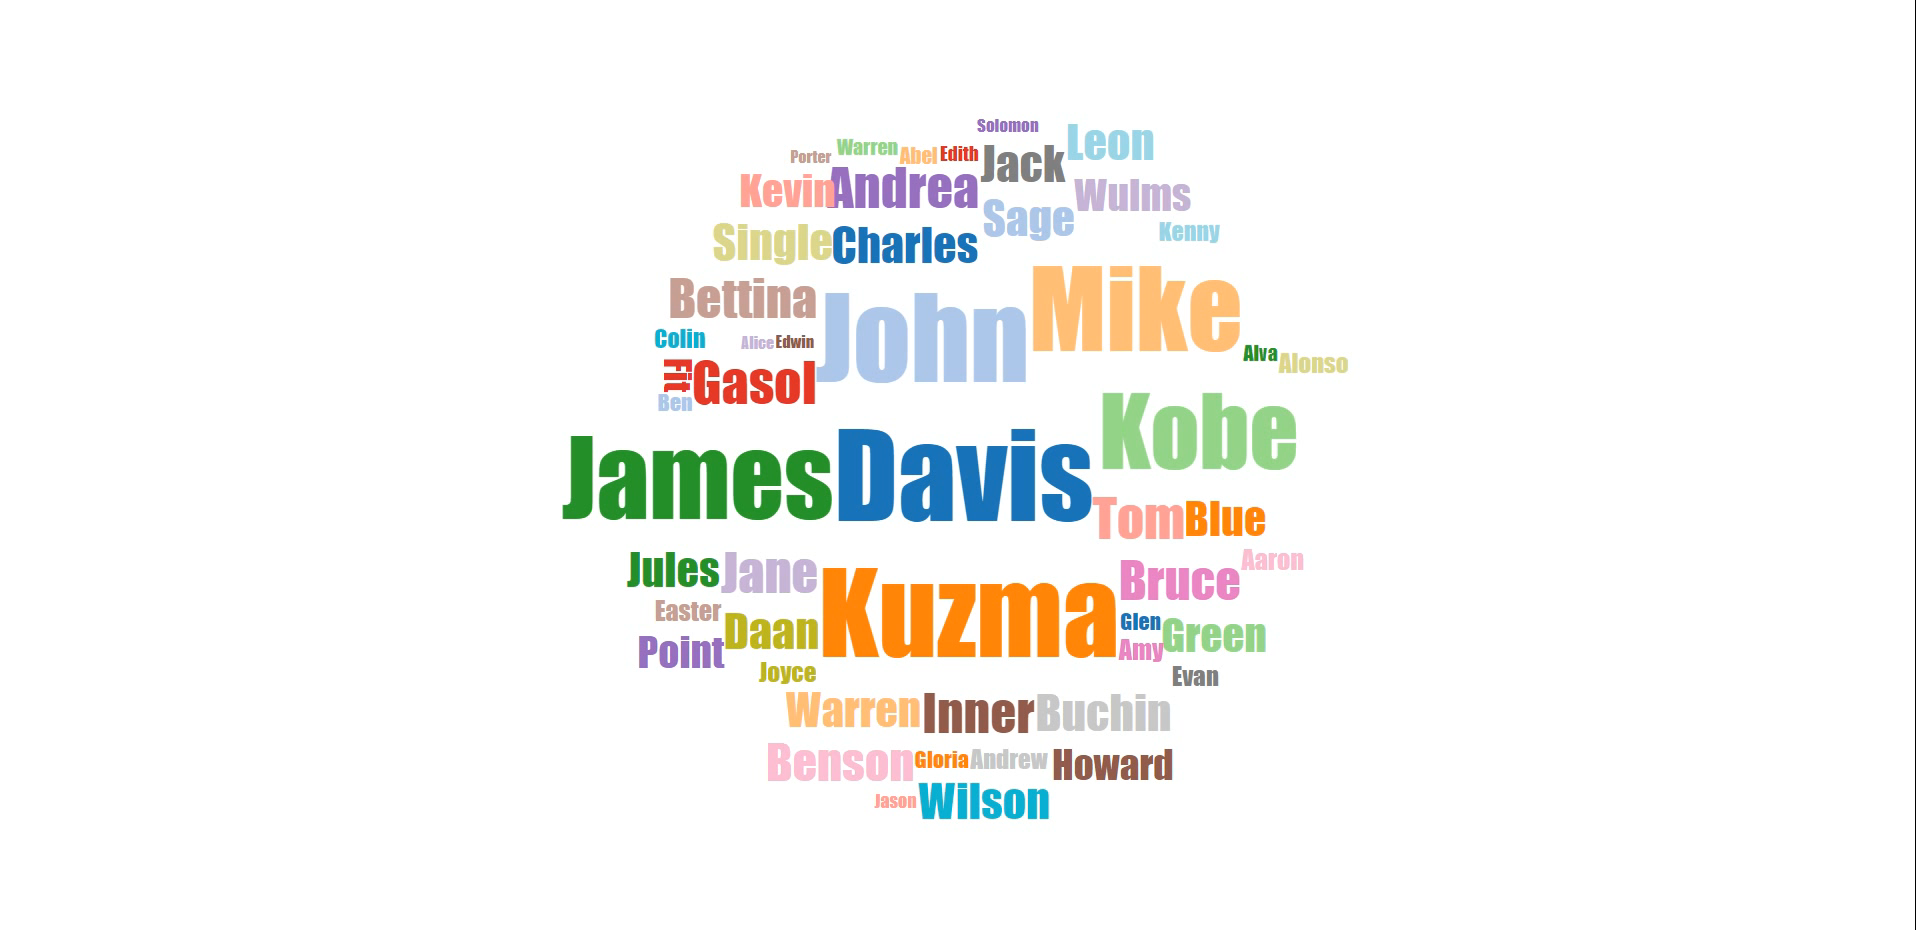 Solomon
Leon
Warren
Abel
Edith
Porter
Jack
Kevin
Andrea
Wulms
Sage
Kenny
Single
Charles
Bettina
Mike
John
Colin
Alice
Edwin
Alva
Alonso
Fit
Gasol
Ben
Kobe
James
Davis
Tom
Blue
Jules
Jane
Kuzma
Bruce
Aaron
Easter
Daan
Glen
Green
Point
Amy
Joyce
Evan
Warren
Inner
Buchin
Benson
Gloria
Andrew
Howard
Jason
Wilson